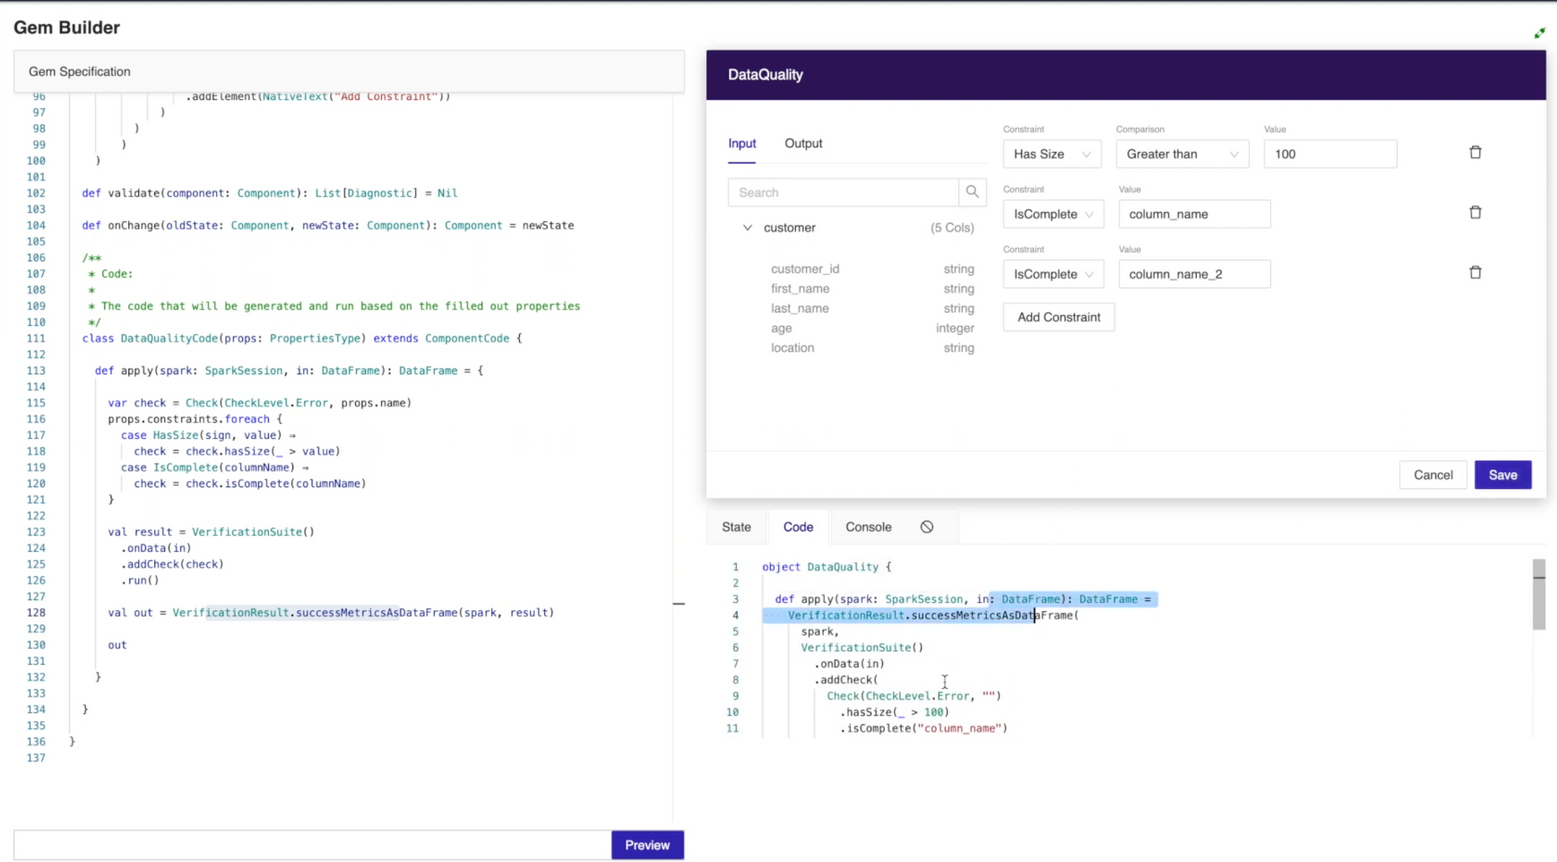 Gem Builder
Gem Specification
96 .addElement(NativeText("Add Constraint"))
97 )
98 )
99 )
100 )
101
102 def validate(component: Component): List[Diagnostic] = Nil
103
104 def onChange(oldState: Component, newState: Component): Component = newState
105
106 /**
107 * Code:
108 *
109 * The code that will be generated and run based on the filled out properties
110 */
111 class DataQualityCode(props: PropertiesType) extends ComponentCode {
112
113 def apply(spark: SparkSession, in: DataFrame): DataFrame = {
114
115 var check = Check(CheckLevel.Error, props.name)
116 props.constraints.foreach {
117 case HasSize(sign, value) ⇒
118 check = check.hasSize(_ > value)
119 case IsComplete(columnName) ⇒
120 check = check.isComplete(columnName)
121 }
122
123 val result = VerificationSuite()
124 .onData(in)
125 .addCheck(check)
126 .run()
127
128 val out = VerificationResult.successMetricsAsDataFrame(spark, result)
129
130 out
131
132 }
133
134 }
135
136 }
137
Preview
DataQuality
Input Output
Search
customer (5 Cols)
customer_id string
first_name string
last_name string
age integer
location string
Constraint Comparison Value
Has Size Greater than 100
Constraint Value
IsComplete column_name
Constraint Value
IsComplete column_name_2
Add Constraint
Cancel Save
State Code Console
1 object DataQuality {
2
3 def apply(spark: SparkSession, in: DataFrame): DataFrame =
4 VerificationResult.successMetricsAsDataFrame(
5 spark,
6 VerificationSuite()
7 .onData(in)
8 .addCheck(
9 Check(CheckLevel.Error, "")
10 .hasSize(_ > 100)
11 .isComplete("column_name")